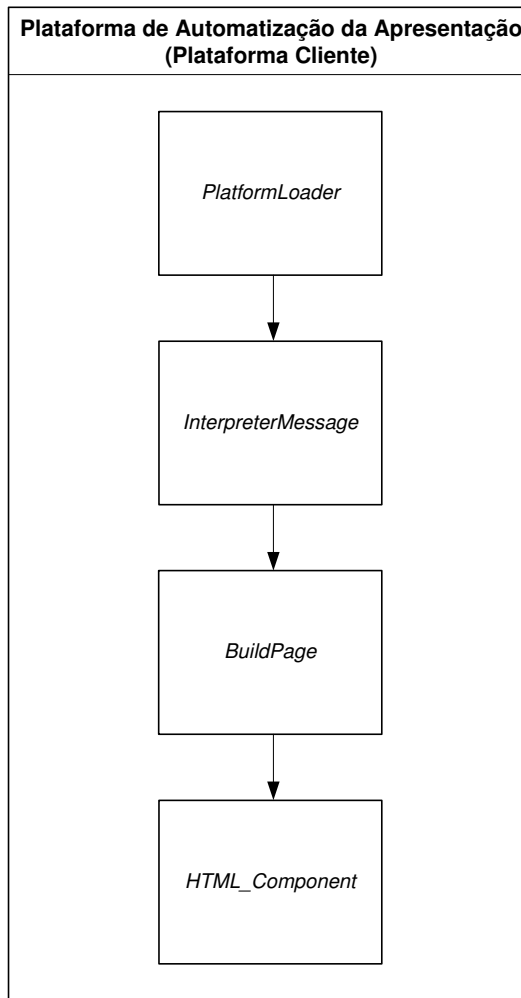 Plataforma de Automatização da Apresentação
(Plataforma Cliente)
PlatformLoader
InterpreterMessage
BuildPage
HTML_Component